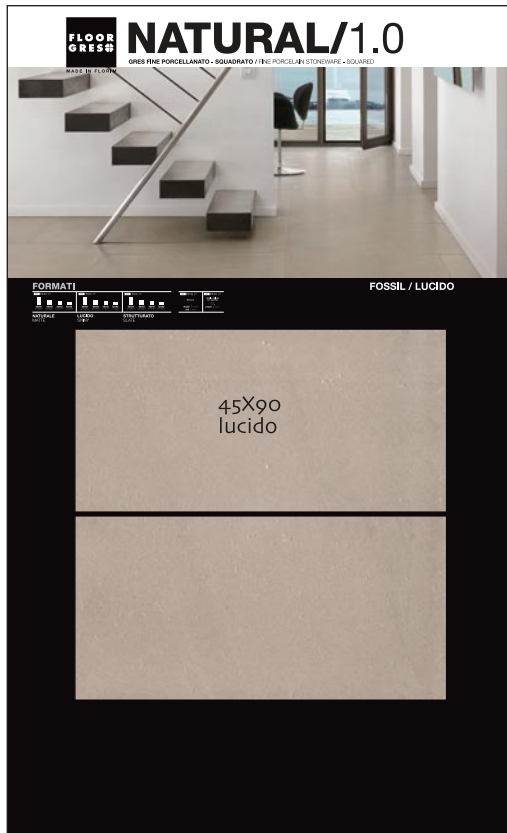 FLOOR
GRES
MADE IN FLORIM
NATURAL/1.0
GRES FINE PORCELLANATO - SQUADRATO / FINE PORCELAIN STONEWARE - SQUARED
FORMATI
FOSSIL / LUCIDO
NATURALE LUCIDO STRUTTURATO
MATTE SHINY SLATE
45X90
lucido